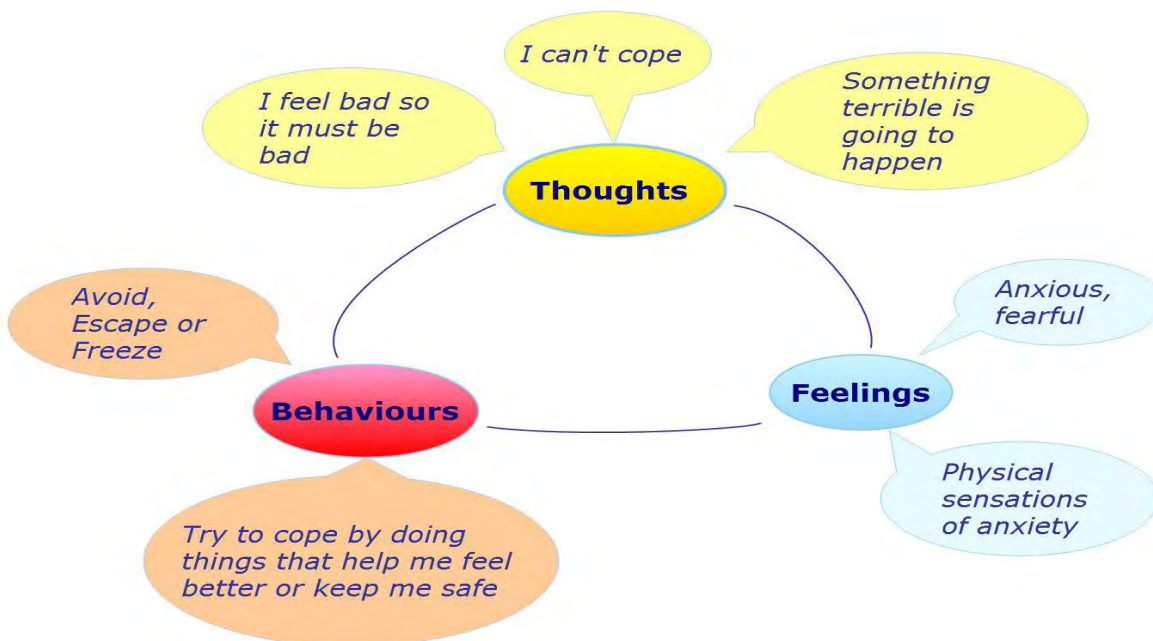 I can't cope
I feel bad so
it must be
bad
Something
terrible is
going to
happen
Thoughts
Avoid,
Escape or
Freeze
Anxious,
fearful
Behaviours
Feelings
Physical
sensations
of anxiety
Try to cope by doing
things that help me feel
better or keep me safe